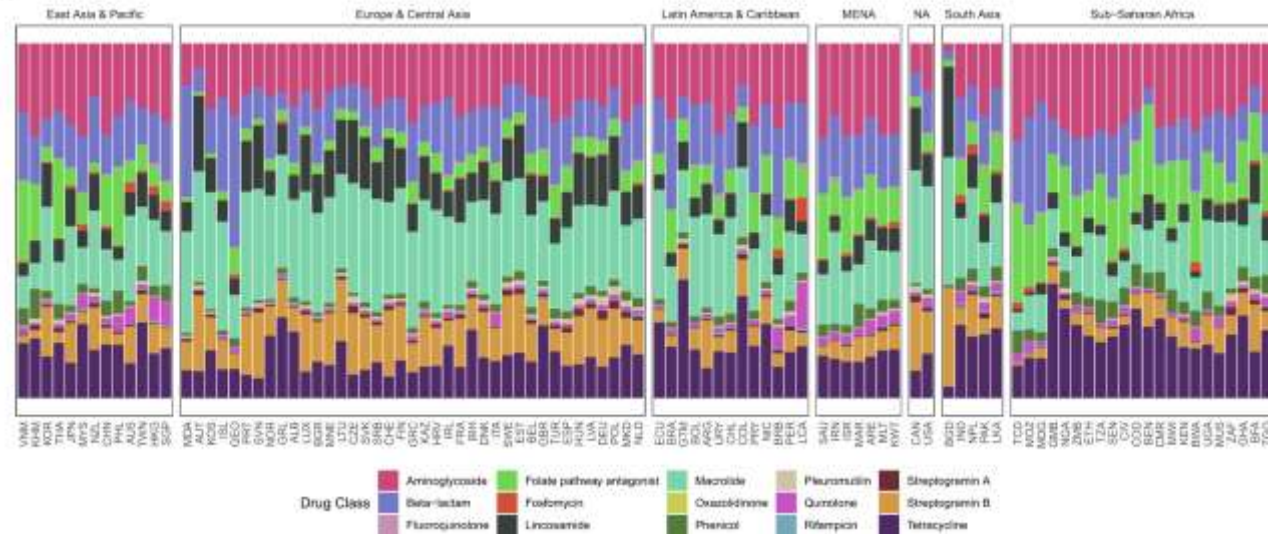 East Asia & Pacific
Europe & Central Asia
Latin America & Caribbean
MENA
NA
South Asia
Sub-Saharan Africa
VNM KHM KOR THA JPN MYS NZL CHN PHL AUS TWN HKG SGP
MDA AUT XKS GEO PRT SVN NOR GRL ALB LUX BGR MNE LTU CZE SVK SRB CHE FIN GRC KAZ HRV IRL FRA DNK ITA SWE EST BEL GBR TUR ESP HUN LVA DEU POL MKD NLD
ECU BRA GTM BOL ARG URY CHL COL PRY NIC BRB PER LCA
SAU IRN ISR MAR ARE MLT KWT
CAN USA
BGD IND NPL PAK LKA
TCD MOZ MDG GMB NGA ZMB ETH TZA SEN CIV COD BEN CMR MWI KEN BWA UGA MUS ZAF GHA BFA TGO
Drug Class
Aminoglycoside
Beta-lactam
Fluoroquinolone
Folate pathway antagonist
Fosfomycin
Lincosamide
Macrolide
Oxazolidinone
Phenicol
Pleuromutilin
Quinolone
Rifampicin
Streptogramin A
Streptogramin B
Tetracycline